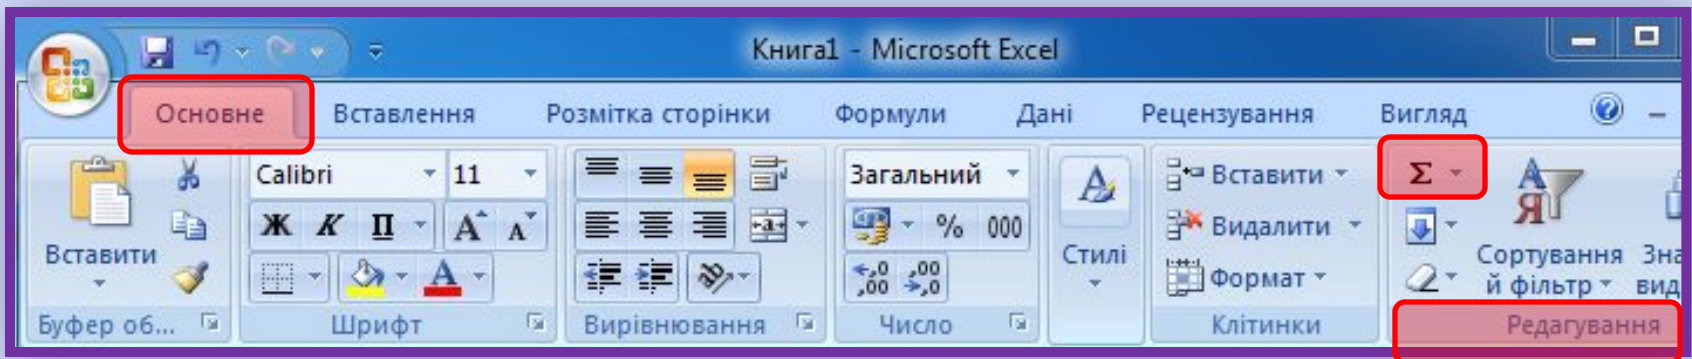 Книга1 - Microsoft Excel
Основне Вставлення Розмітка сторінки Формули Дані Рецензування Вигляд
Calibri 11 Загальний Вставити Σ
Ж К П А А % 000 Видалити
Вставити Стилі Сортування
А ,0 ,00 ,00 ,0 Формат й фільтр
Буфер об... Шрифт Вирівнювання Число Клітинки Редагування